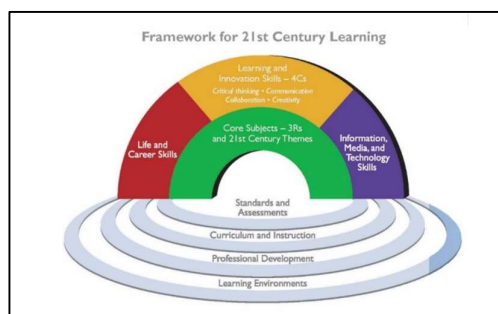 Framework for 21st Century Learning
Learning and
Innovation Skills – 4Cs
Critical thinking • Communication
Collaboration • Creativity
Core Subjects – 3Rs
and 21st Century Themes
Life and
Career Skills
Information,
Media, and
Technology
Skills
Standards and
Assessments
Curriculum and Instruction
Professional Development
Learning Environments